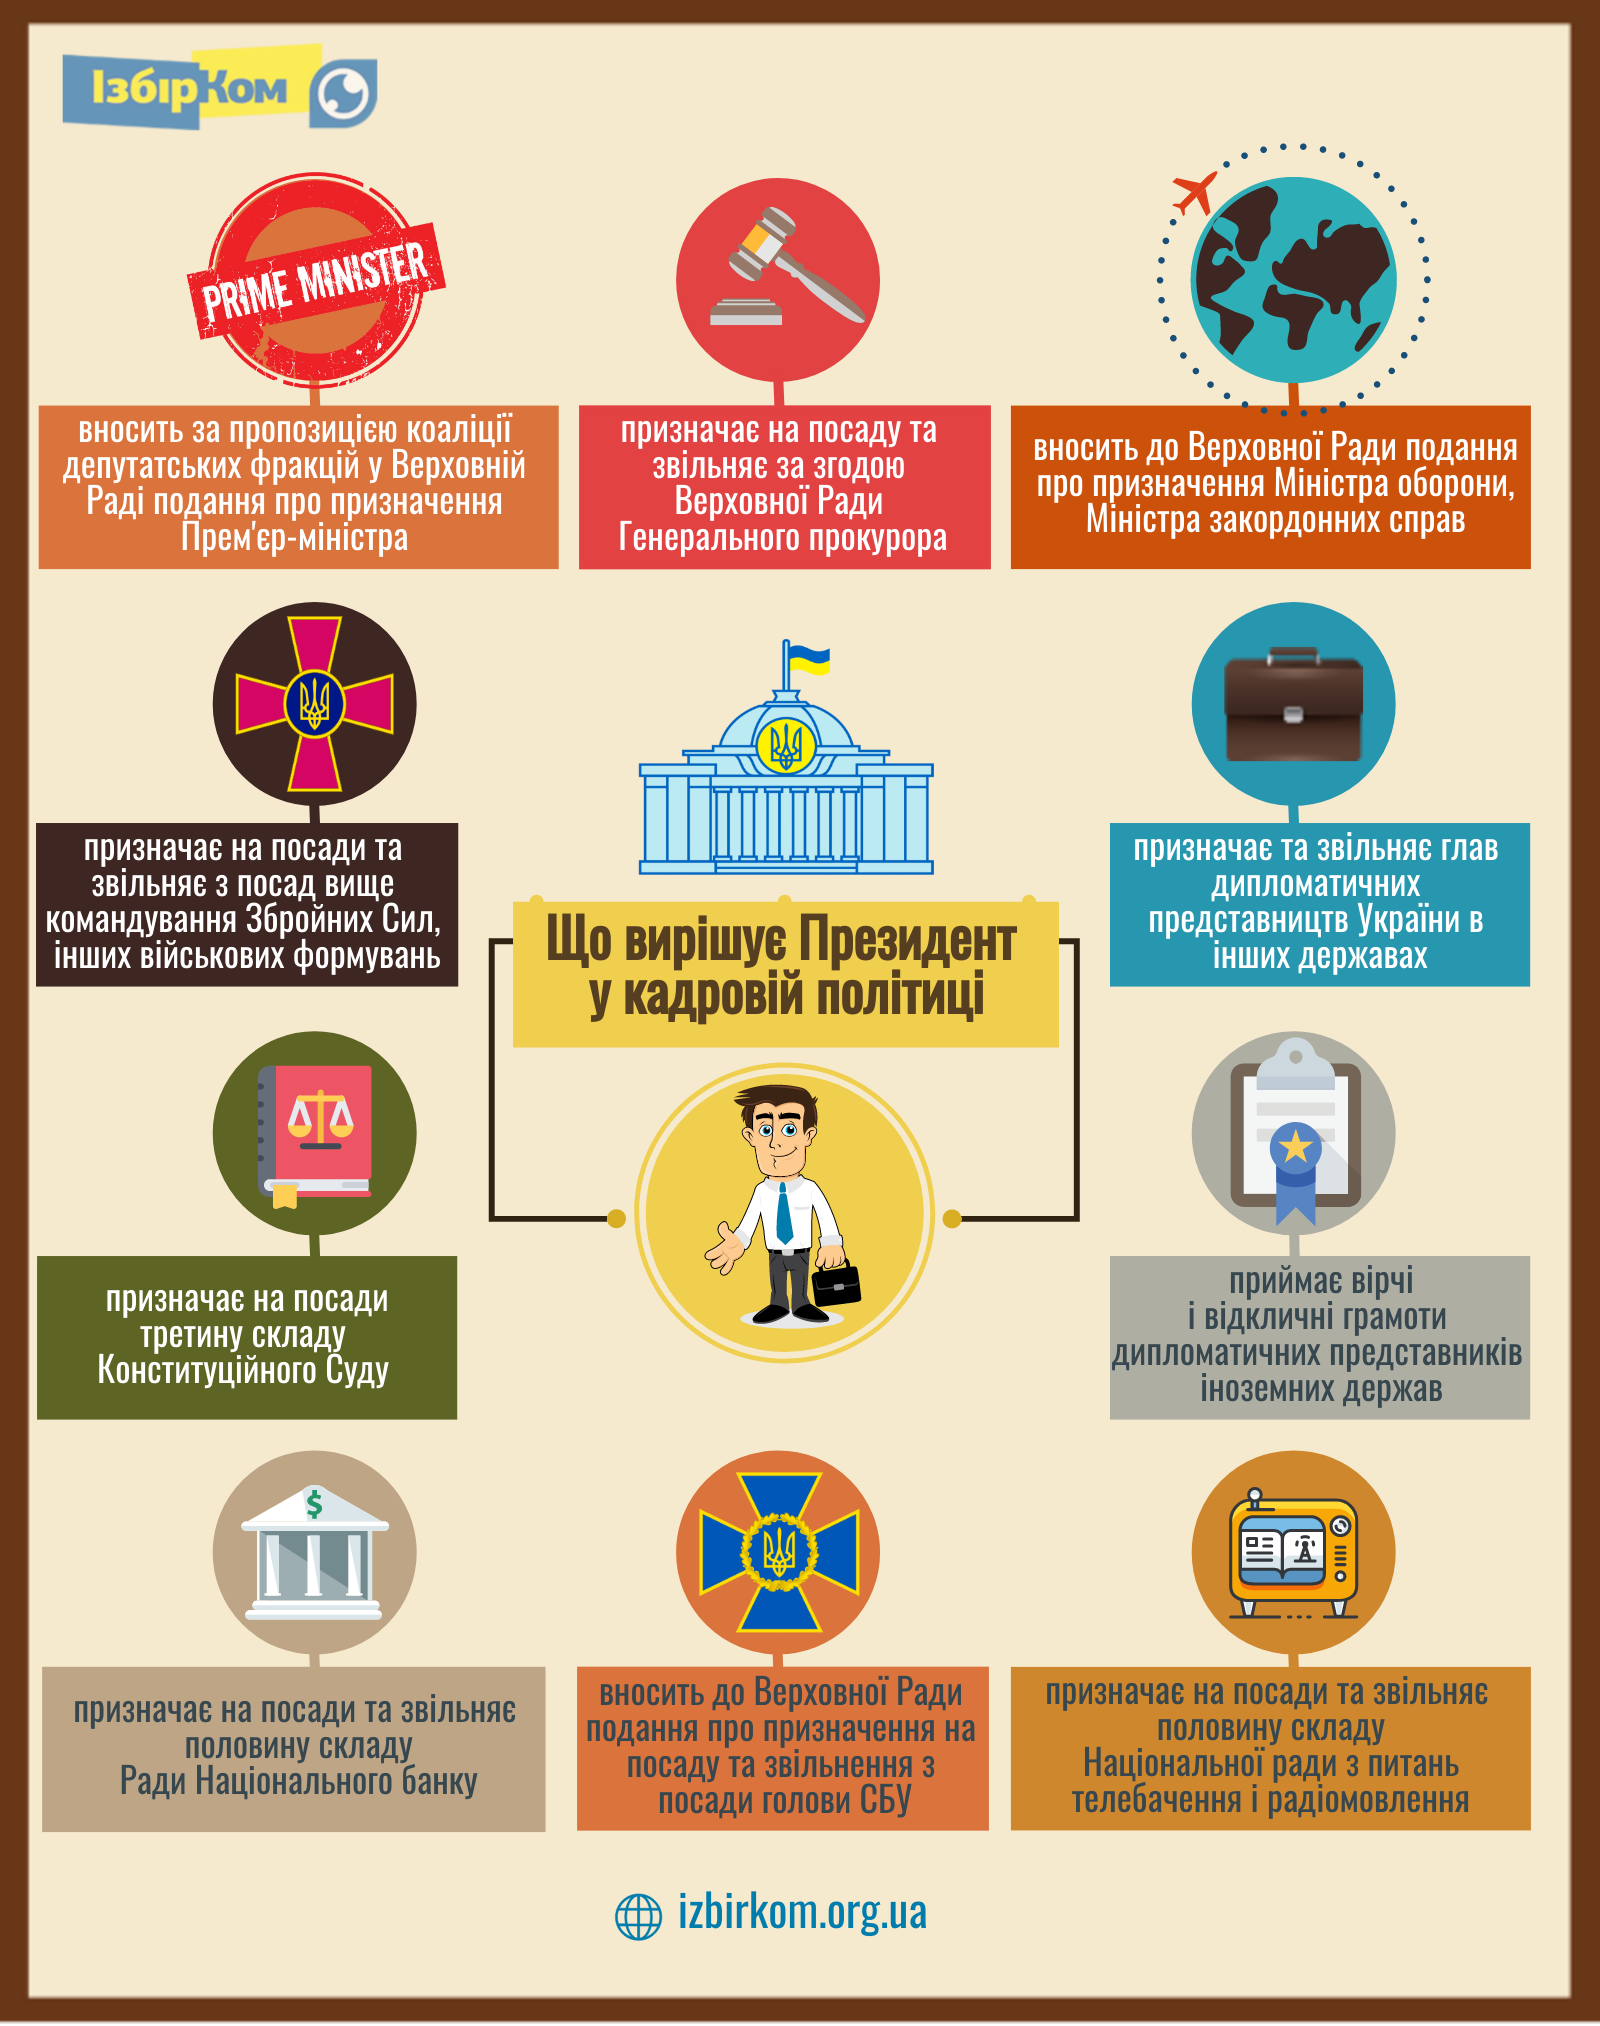 ІзбірКом
PRIME MINISTER
вносить за пропозицією коаліції
депутатських фракцій у Верховній
Раді подання про призначення
Прем'єр-міністра
призначає на посаду та
звільняє за згодою
Верховної Ради
Генерального прокурора
вносить до Верховної Ради подання
про призначення Міністра оборони,
Міністра закордонних справ
призначає на посади та
звільняє з посад вище
командування Збройних Сил,
інших військових формувань
Що вирішує Президент
у кадровій політиці
призначає та звільняє глав
дипломатичних
представництв України в
інших державах
призначає на посади
третину складу
Конституційного Суду
приймає вірчі
і відкличні грамоти
дипломатичних представників
іноземних держав
$
призначає на посади та звільняє
половину складу
Ради Національного банку
вносить до Верховної Ради
подання про призначення на
посаду та звільнення з
посади голови СБУ
призначає на посади та звільняє
половину складу
Національної ради з питань
телебачення і радіомовлення
izbirkom.org.ua